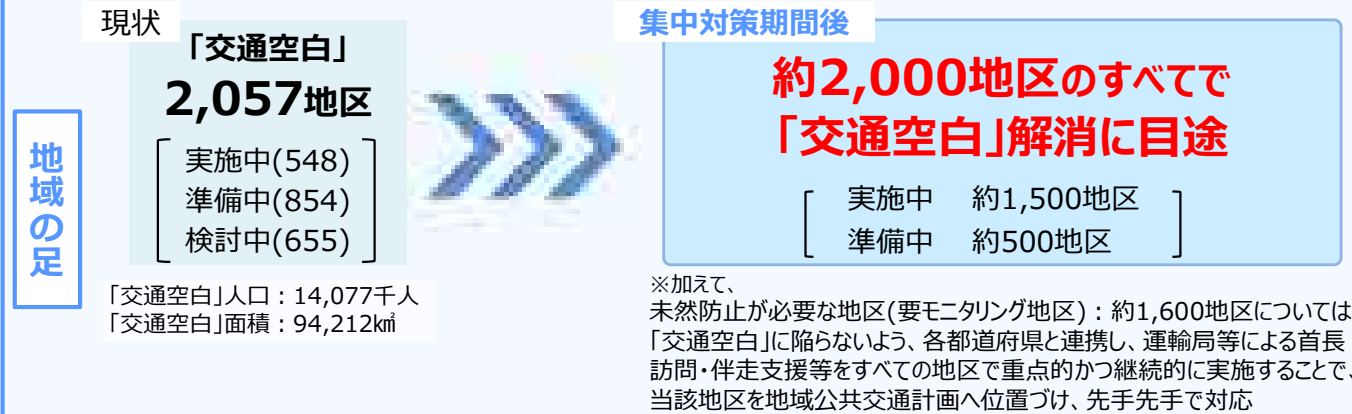 地域の足
現状
「交通空白」
2,057地区
実施中(548)
準備中(854)
検討中(655)
「交通空白」人口：14,077千人
「交通空白」面積：94,212㎢
集中対策期間後
約2,000地区のすべてで
「交通空白」解消に目途
実施中 約1,500地区
準備中 約500地区
※加えて、
未然防止が必要な地区(要モニタリング地区)：約1,600地区については
「交通空白」に陥らないよう、各都道府県と連携し、運輸局等による首長
訪問・伴走支援等をすべての地区で重点的かつ継続的に実施することで、
当該地区を地域公共交通計画へ位置づけ、先手先手で対応